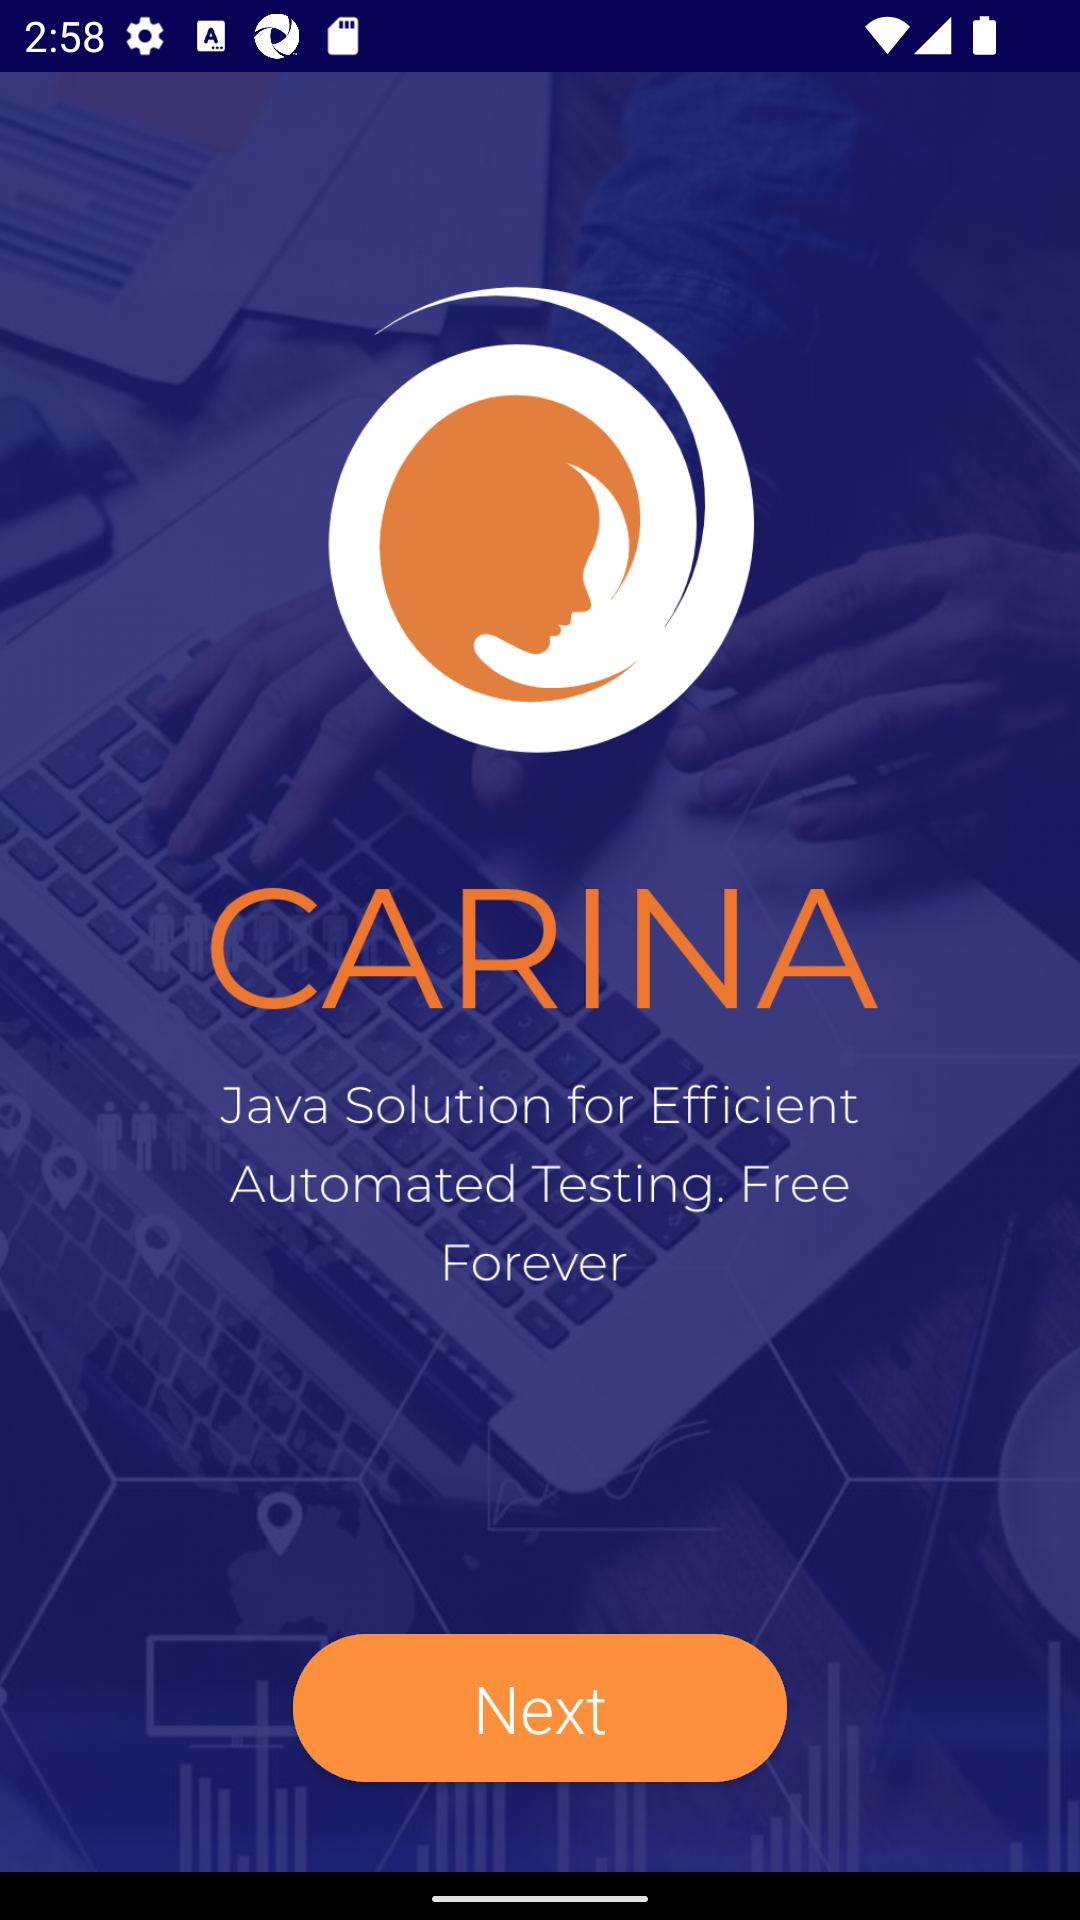 2:58
CARINA
Java Solution for Efficient
Automated Testing. Free
Forever
Next